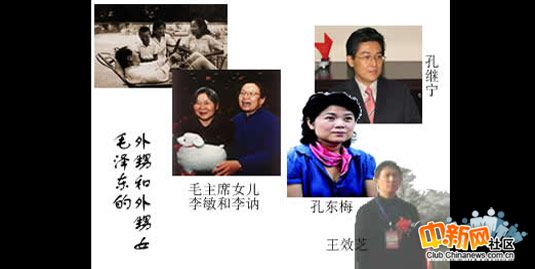 毛泽东的
外甥和外甥女
毛主席女儿
李敏和李讷
孔继宁
孔东梅
王效芝
中新网社区
Club.Chinanews.com.cn